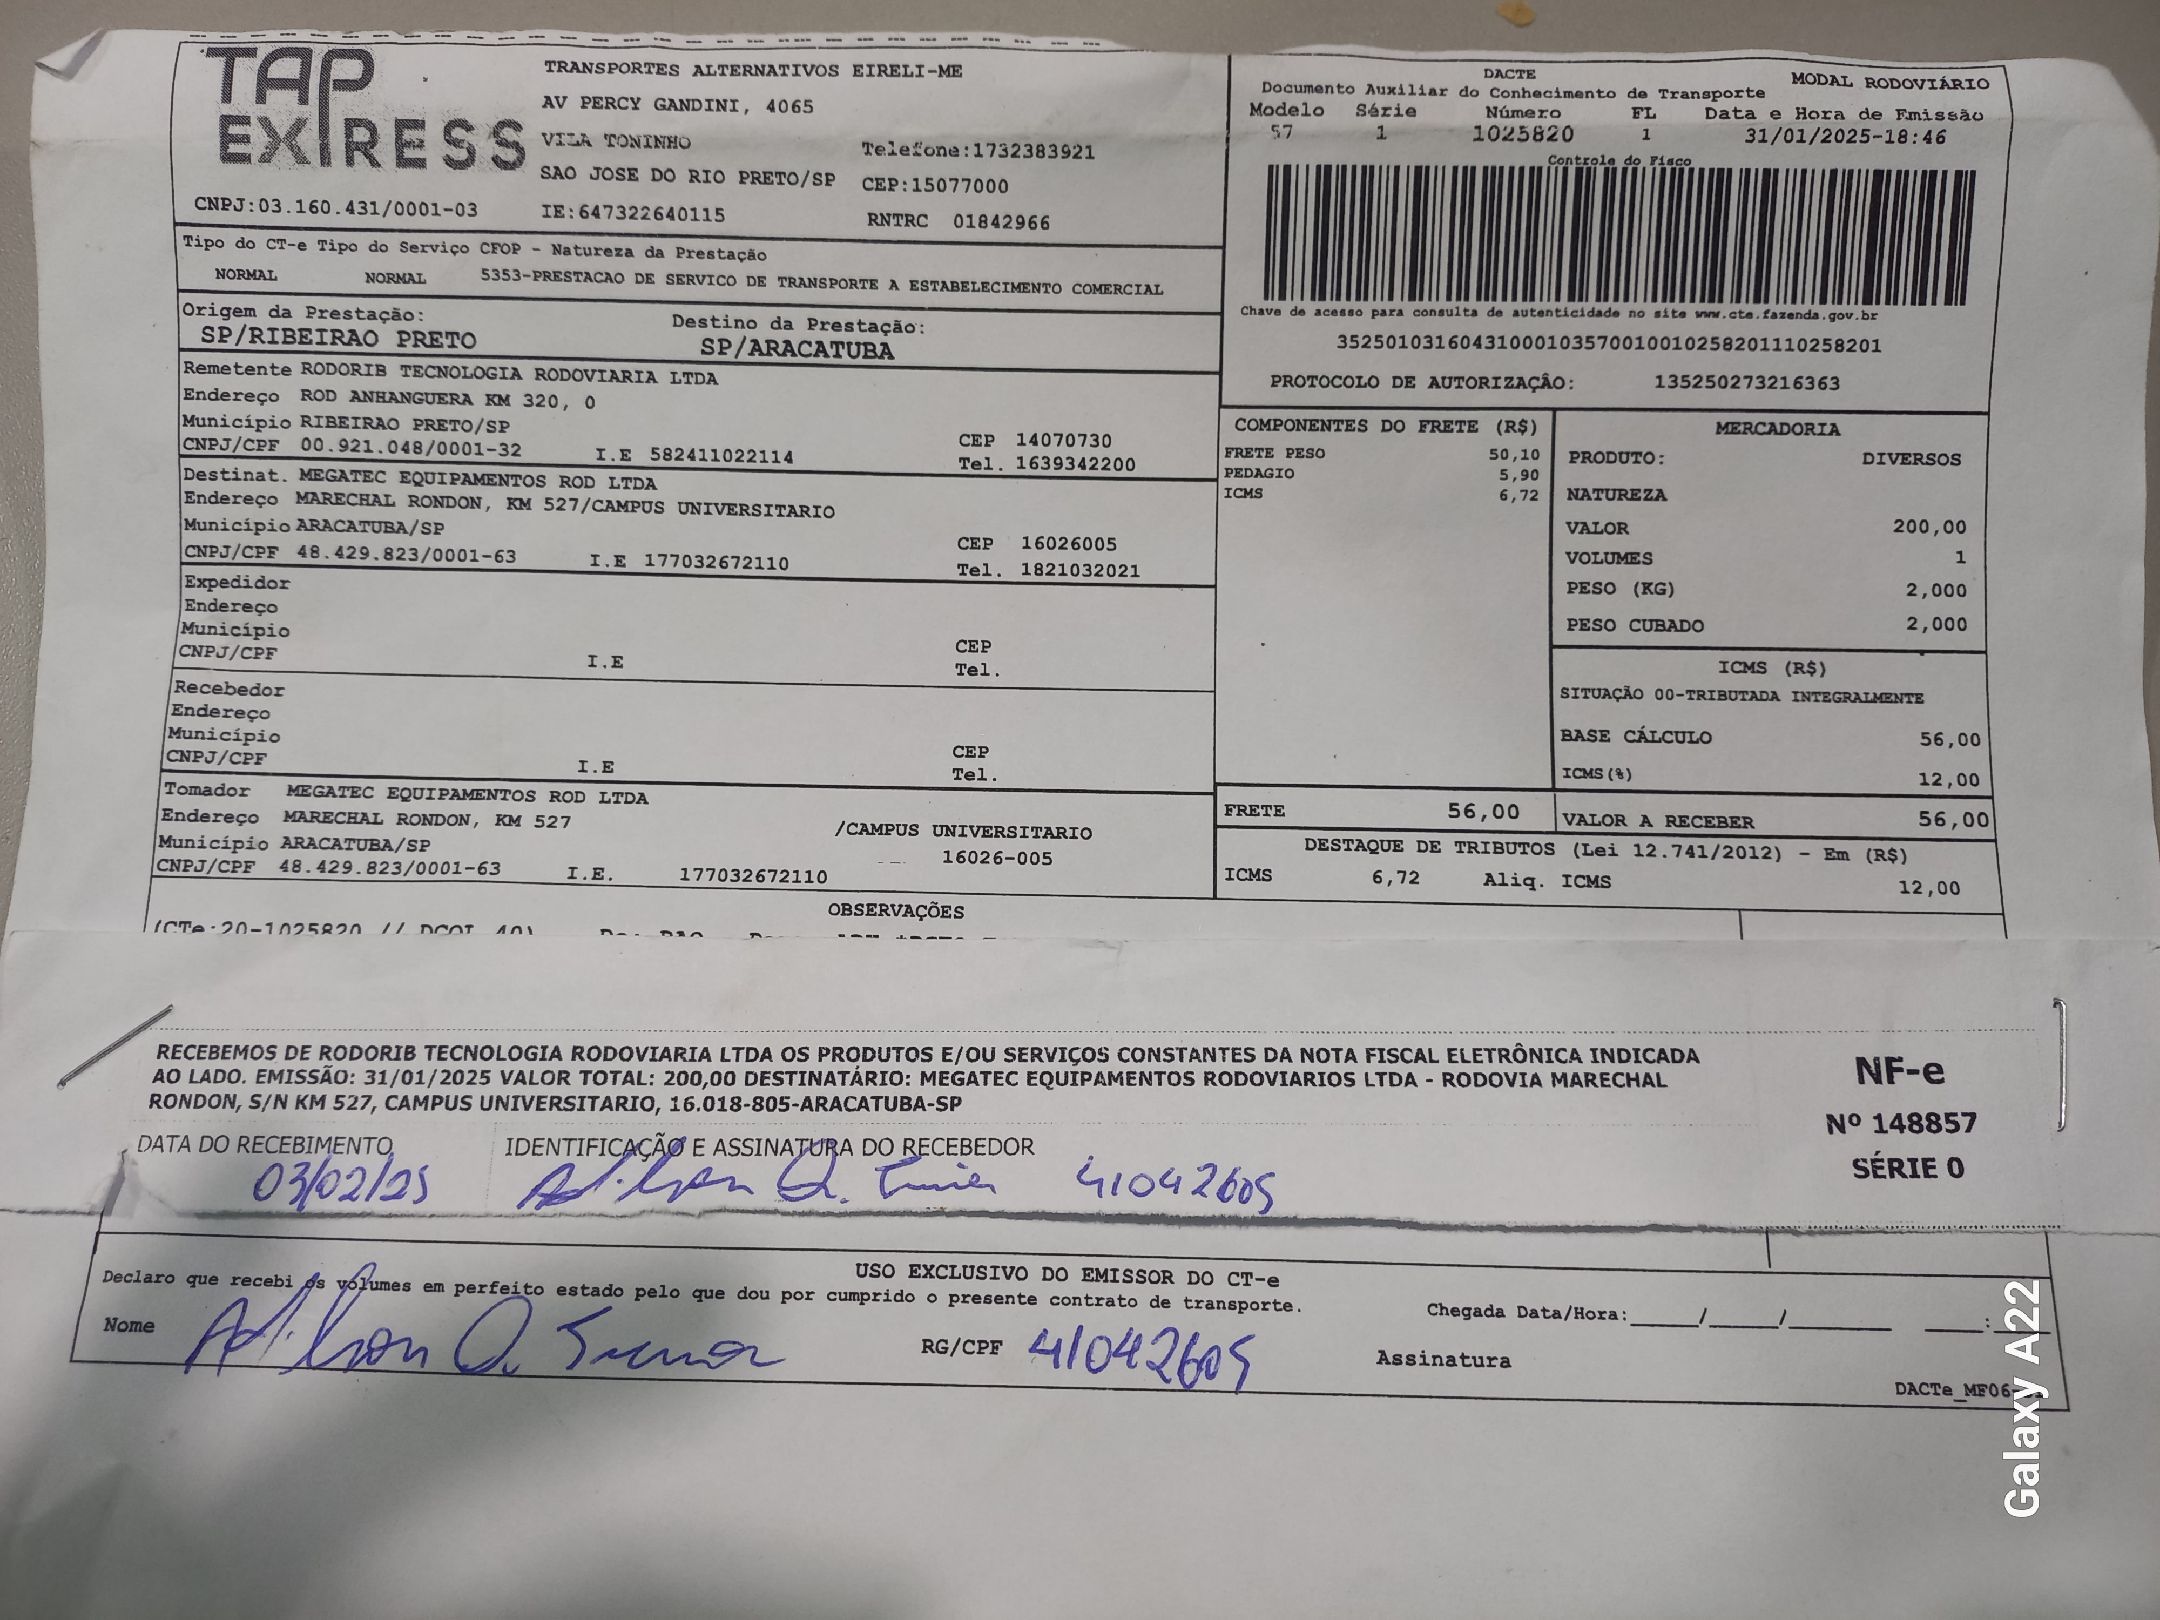 TAP EXPRESS
TRANSPORTES ALTERNATIVOS EIRELI-ME
AV PERCY GANDINI, 4065
VILA TONINHO Telefone:1732383921
SAO JOSE DO RIO PRETO/SP CEP:15077000
CNPJ:03.160.431/0001-03 IE:647322640115 RNTRC 01842966
DACTE MODAL RODOVIÁRIO
Documento Auxiliar do Conhecimento de Transporte
Modelo Série Número FL Data e Hora de Emissão
57 1 1025820 1 31/01/2025-18:46
Controle do Fisco
Chave de acesso para consulta de autenticidade no site www.cte.fazenda.gov.br
35250103160431000103570010010258201110258201
PROTOCOLO DE AUTORIZAÇÂO: 135250273216363
Tipo do CT-e Tipo do Serviço CFOP - Natureza da Prestação
NORMAL NORMAL 5353-PRESTACAO DE SERVICO DE TRANSPORTE A ESTABELECIMENTO COMERCIAL
Origem da Prestação: Destino da Prestação:
SP/RIBEIRAO PRETO SP/ARACATUBA
Remetente RODORIB TECNOLOGIA RODOVIARIA LTDA
Endereço ROD ANHANGUERA KM 320, 0
Município RIBEIRAO PRETO/SP CEP 14070730
CNPJ/CPF 00.921.048/0001-32 I.E 582411022114 Tel. 1639342200
Destinat. MEGATEC EQUIPAMENTOS ROD LTDA
Endereço MARECHAL RONDON, KM 527/CAMPUS UNIVERSITARIO
Município ARACATUBA/SP CEP 16026005
CNPJ/CPF 48.429.823/0001-63 I.E 177032672110 Tel. 1821032021
Expedidor
Endereço
Município CEP
CNPJ/CPF I.E Tel.
Recebedor
Endereço
Município CEP
CNPJ/CPF I.E Tel.
Tomador MEGATEC EQUIPAMENTOS ROD LTDA
Endereço MARECHAL RONDON, KM 527 /CAMPUS UNIVERSITARIO
Município ARACATUBA/SP 16026-005
CNPJ/CPF 48.429.823/0001-63 I.E. 177032672110
COMPONENTES DO FRETE (R$)
FRETE PESO 50,10
PEDAGIO 5,90
ICMS 6,72
MERCADORIA
PRODUTO: DIVERSOS
NATUREZA
VALOR 200,00
VOLUMES 1
PESO (KG) 2,000
PESO CUBADO 2,000
ICMS (R$)
SITUAÇÃO 00-TRIBUTADA INTEGRALMENTE
BASE CÁLCULO 56,00
ICMS(%) 12,00
FRETE 56,00 VALOR A RECEBER 56,00
DESTAQUE DE TRIBUTOS (Lei 12.741/2012) - Em (R$)
ICMS 6,72 Aliq. ICMS 12,00
OBSERVAÇÕES
(CTe:20-1025820 //
RECEBEMOS DE RODORIB TECNOLOGIA RODOVIARIA LTDA OS PRODUTOS E/OU SERVIÇOS CONSTANTES DA NOTA FISCAL ELETRÔNICA INDICADA
AO LADO. EMISSÃO: 31/01/2025 VALOR TOTAL: 200,00 DESTINATÁRIO: MEGATEC EQUIPAMENTOS RODOVIARIOS LTDA - RODOVIA MARECHAL
RONDON, S/N KM 527, CAMPUS UNIVERSITARIO, 16.018-805-ARACATUBA-SP
NF-e
Nº 148857
SÉRIE 0
DATA DO RECEBIMENTO IDENTIFICAÇÃO E ASSINATURA DO RECEBEDOR
03/02/25 Adilson 41042605
USO EXCLUSIVO DO EMISSOR DO CT-e
Declaro que recebi os volumes em perfeito estado pelo que dou por cumprido o presente contrato de transporte.
Chegada Data/Hora:_____/_____/_______ ____:____
Nome Adilson RG/CPF 41042605 Assinatura
DACTe_MF06
Galaxy A22